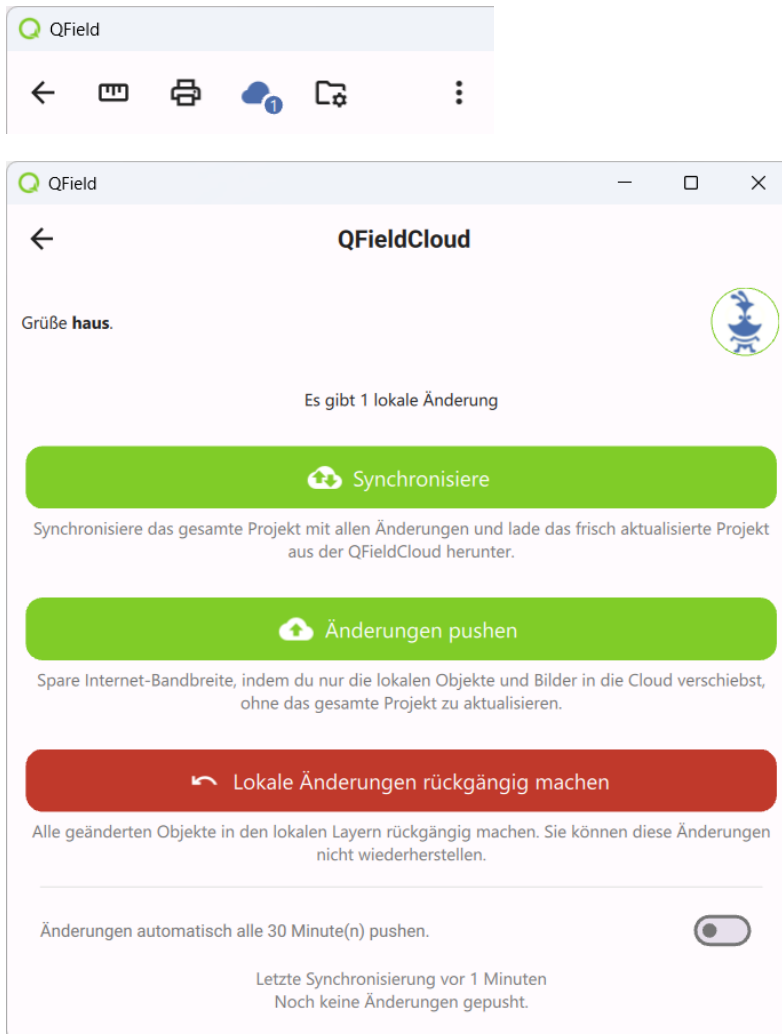 QField
1
QField
QFieldCloud
Grüße haus.
Es gibt 1 lokale Änderung
Synchronisiere
Synchronisiere das gesamte Projekt mit allen Änderungen und lade das frisch aktualisierte Projekt
aus der QFieldCloud herunter.
Änderungen pushen
Spare Internet-Bandbreite, indem du nur die lokalen Objekte und Bilder in die Cloud verschiebst,
ohne das gesamte Projekt zu aktualisieren.
Lokale Änderungen rückgängig machen
Alle geänderten Objekte in den lokalen Layern rückgängig machen. Sie können diese Änderungen
nicht wiederherstellen.
Änderungen automatisch alle 30 Minute(n) pushen.
Letzte Synchronisierung vor 1 Minuten
Noch keine Änderungen gepusht.